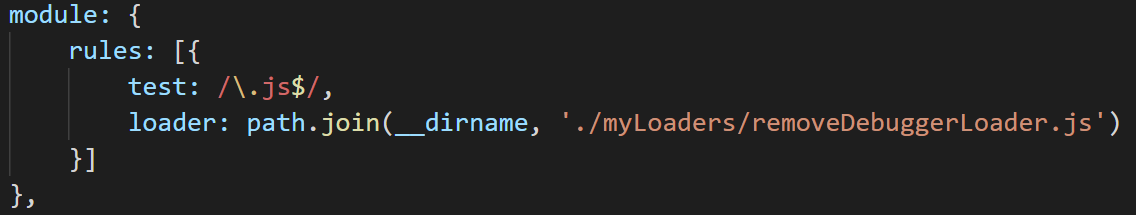 module: {
    rules: [{
        test: /\.js$/,
        loader: path.join(__dirname, './myLoaders/removeDebuggerLoader.js')
    }]
},